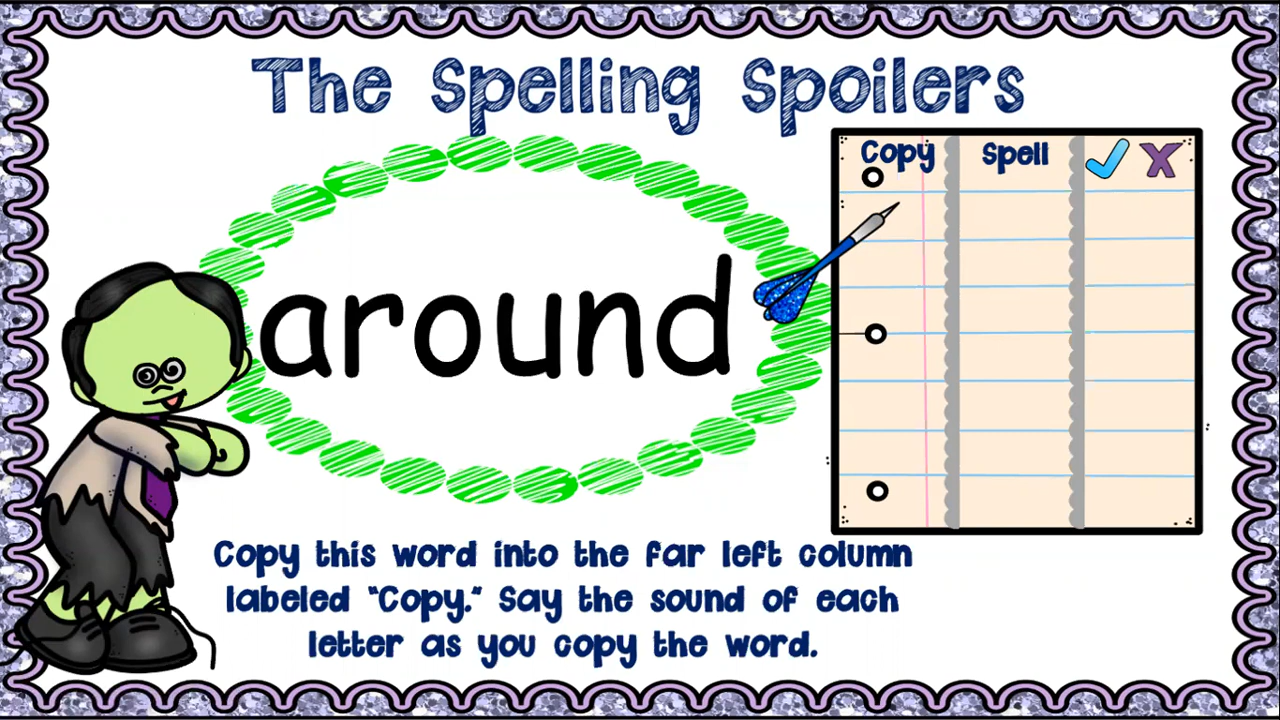 The Spelling Spoilers
Copy Spell
around
Copy this word into the far left column
labeled "Copy." Say the sound of each
letter as you copy the word.